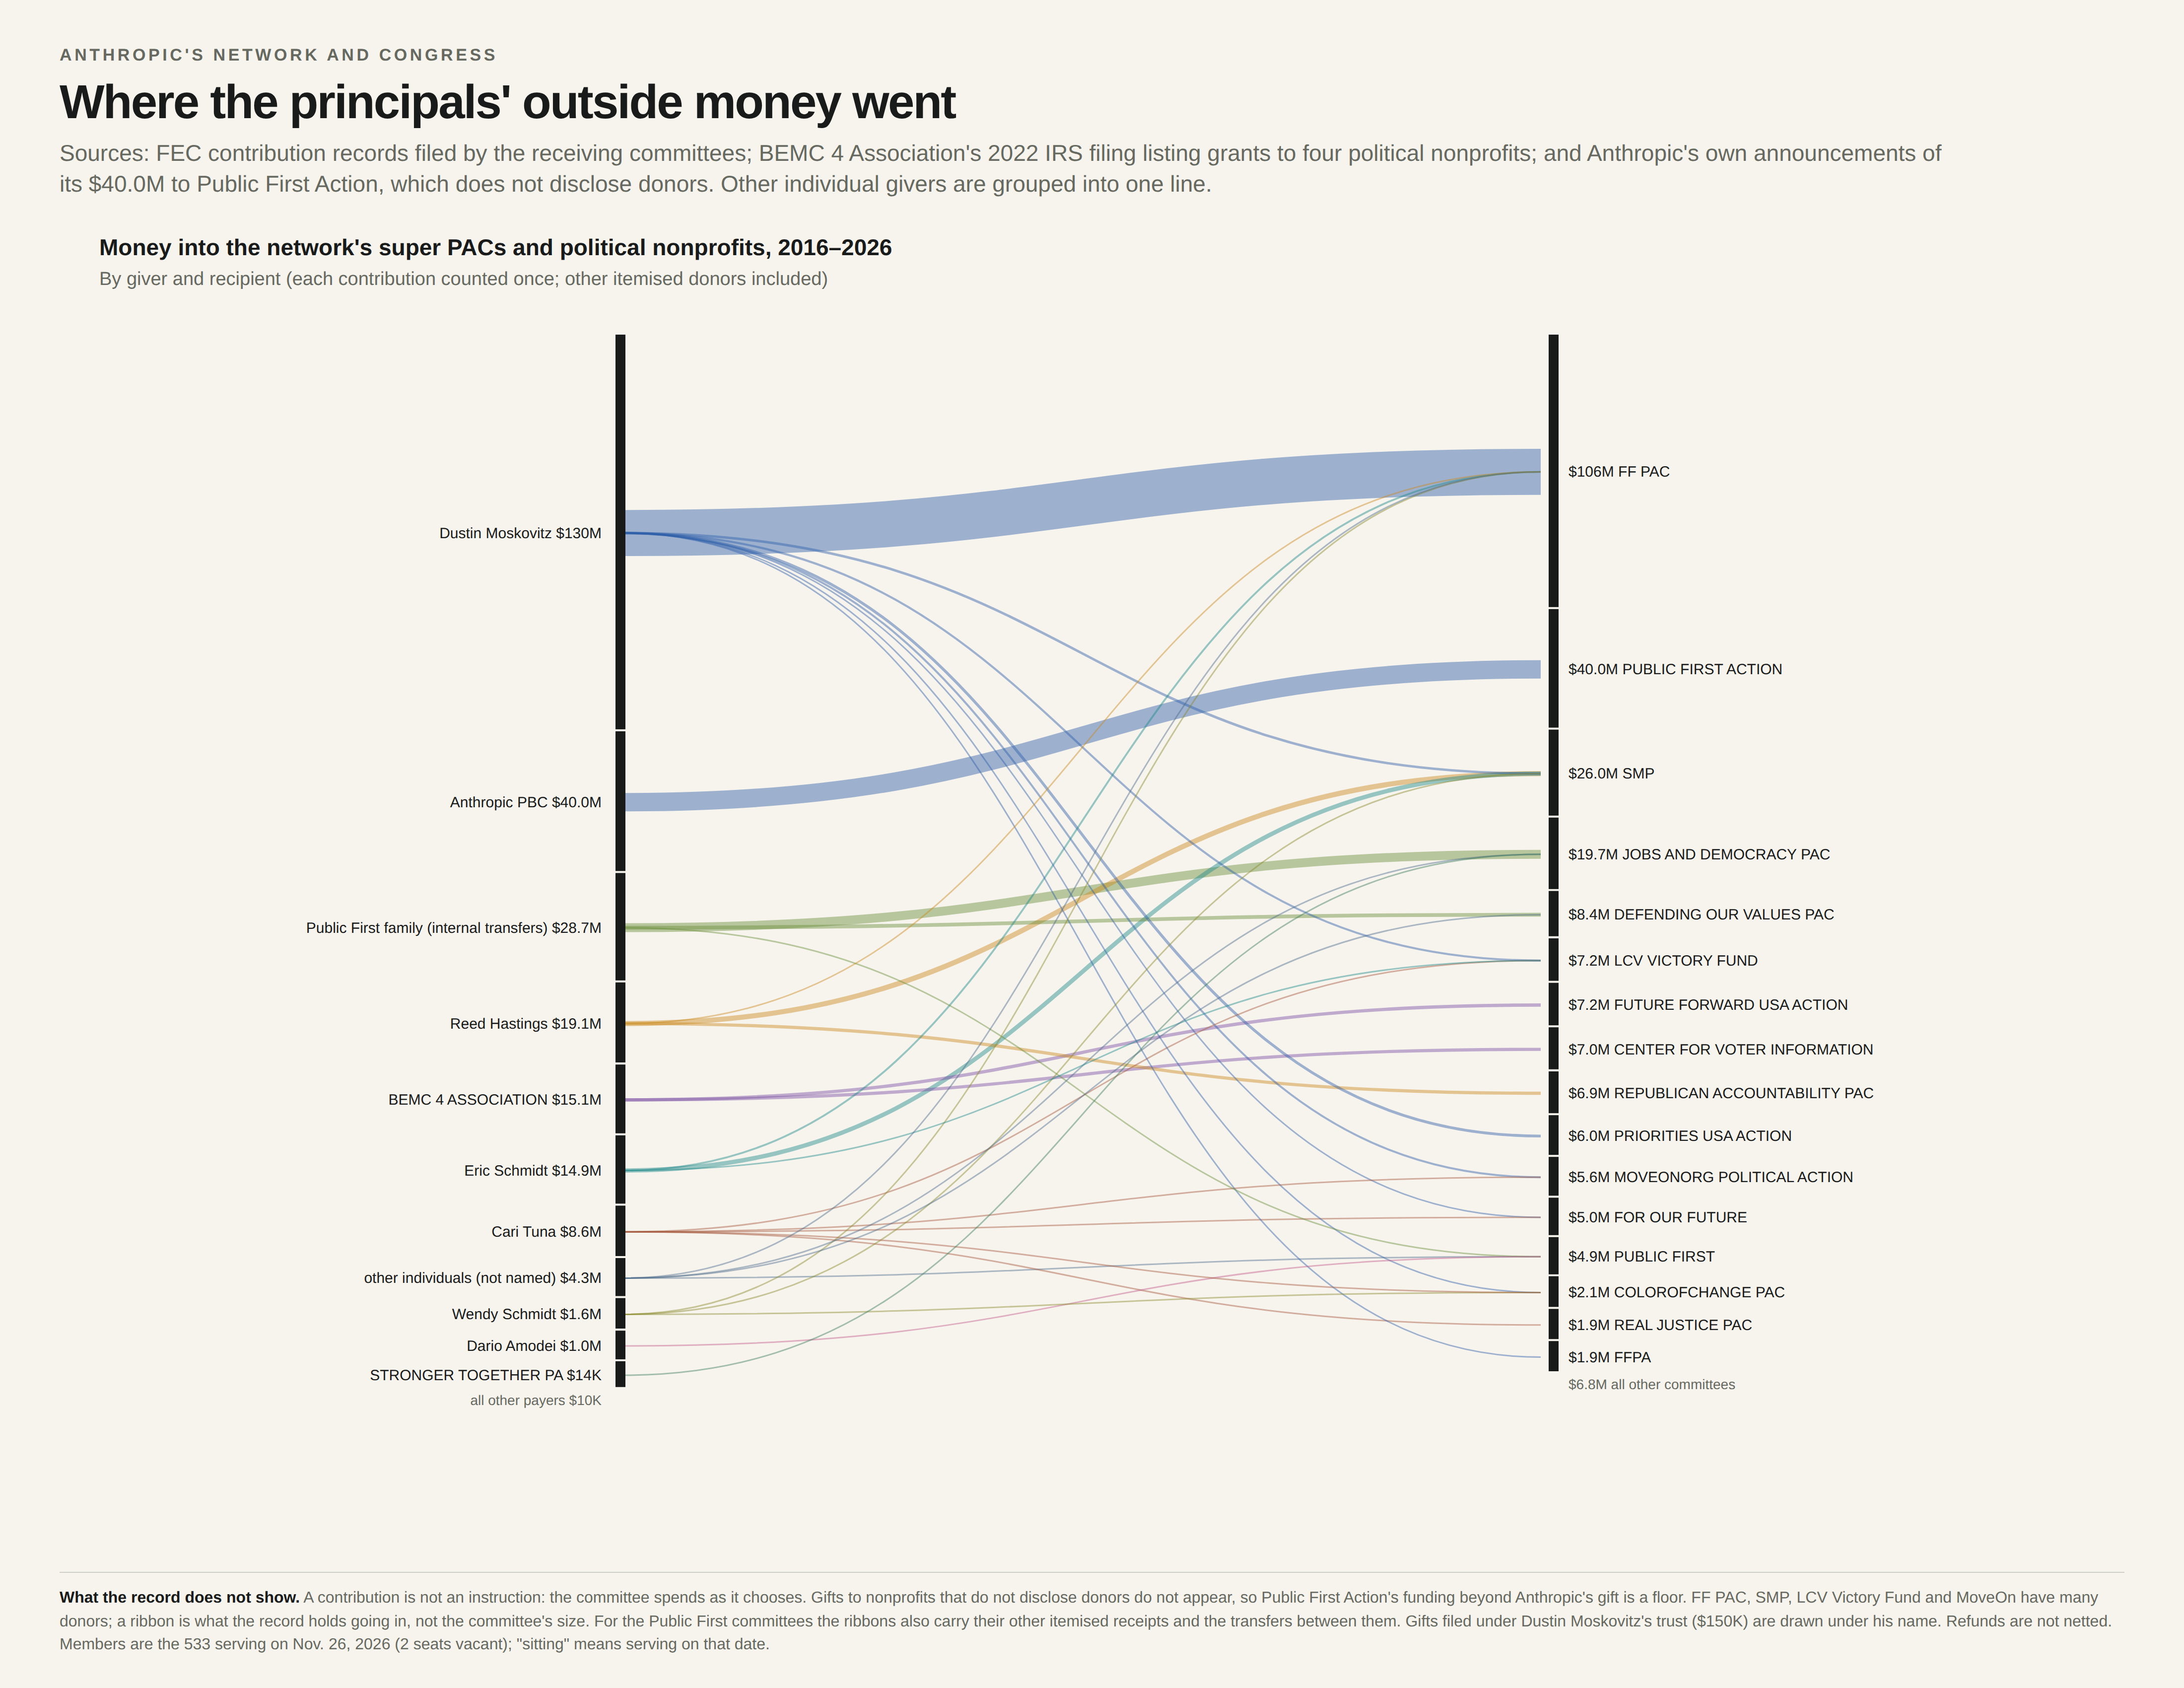 ANTHROPIC'S NETWORK AND CONGRESS
Where the principals' outside money went
Sources: FEC contribution records filed by the receiving committees; BEMC 4 Association's 2022 IRS filing listing grants to four political nonprofits; and Anthropic's own announcements of
its $40.0M to Public First Action, which does not disclose donors. Other individual givers are grouped into one line.
Money into the network's super PACs and political nonprofits, 2016–2026
By giver and recipient (each contribution counted once; other itemised donors included)
Dustin Moskovitz $130M
Anthropic PBC $40.0M
Public First family (internal transfers) $28.7M
Reed Hastings $19.1M
BEMC 4 ASSOCIATION $15.1M
Eric Schmidt $14.9M
Cari Tuna $8.6M
other individuals (not named) $4.3M
Wendy Schmidt $1.6M
Dario Amodei $1.0M
STRONGER TOGETHER PA $14K
all other payers $10K
$106M FF PAC
$40.0M PUBLIC FIRST ACTION
$26.0M SMP
$19.7M JOBS AND DEMOCRACY PAC
$8.4M DEFENDING OUR VALUES PAC
$7.2M LCV VICTORY FUND
$7.2M FUTURE FORWARD USA ACTION
$7.0M CENTER FOR VOTER INFORMATION
$6.9M REPUBLICAN ACCOUNTABILITY PAC
$6.0M PRIORITIES USA ACTION
$5.6M MOVEONORG POLITICAL ACTION
$5.0M FOR OUR FUTURE
$4.9M PUBLIC FIRST
$2.1M COLOROFCHANGE PAC
$1.9M REAL JUSTICE PAC
$1.9M FFPA
$6.8M all other committees
What the record does not show. A contribution is not an instruction: the committee spends as it chooses. Gifts to nonprofits that do not disclose donors do not appear, so Public First Action's funding beyond Anthropic's gift is a floor. FF PAC, SMP, LCV Victory Fund and MoveOn have many
donors; a ribbon is what the record holds going in, not the committee's size. For the Public First committees the ribbons also carry their other itemised receipts and the transfers between them. Gifts filed under Dustin Moskovitz's trust ($150K) are drawn under his name. Refunds are not netted.
Members are the 533 serving on Nov. 26, 2026 (2 seats vacant); "sitting" means serving on that date.